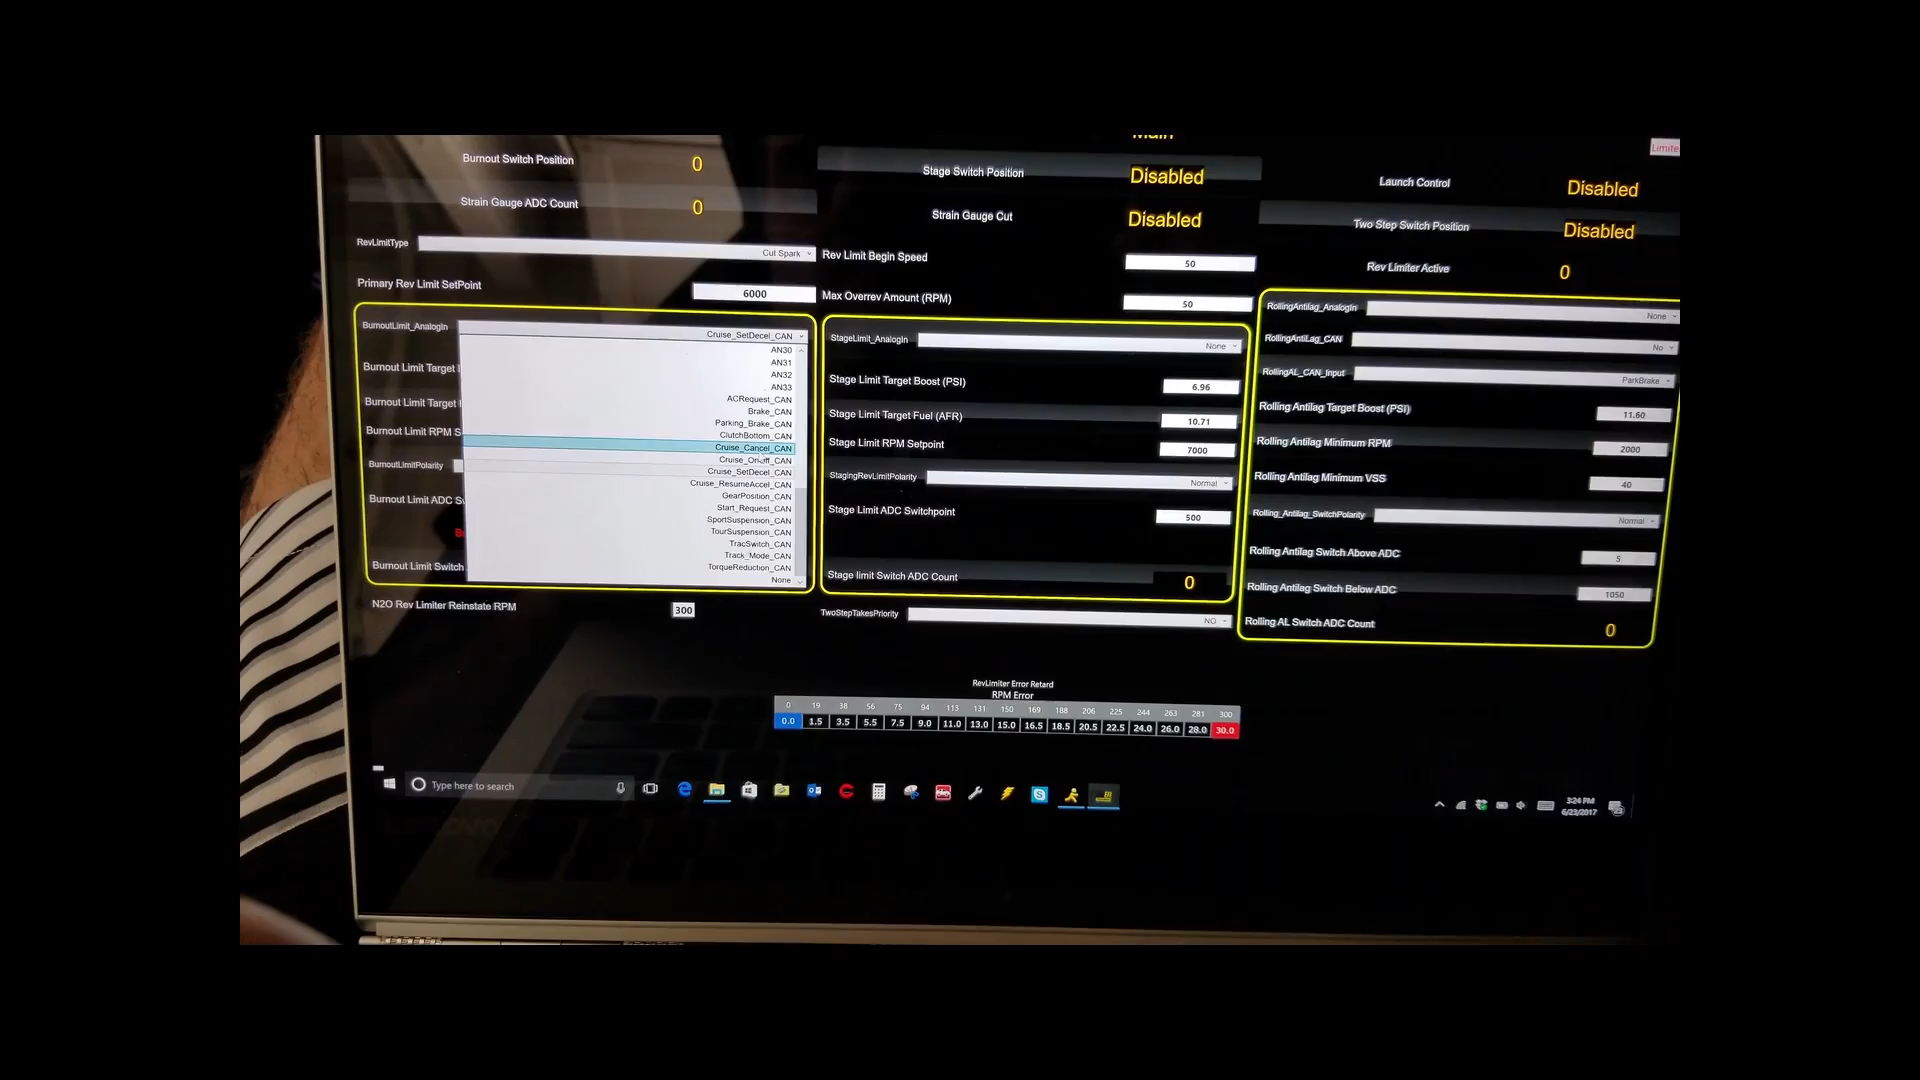 Main
Limite
Burnout Switch Position 0
Stage Switch Position Disabled
Launch Control Disabled
Strain Gauge ADC Count 0
Strain Gauge Cut Disabled
Two Step Switch Position Disabled
RevLimitType Cut Spark
Rev Limit Begin Speed 50
Rev Limiter Active 0
Primary Rev Limit SetPoint 6000
Max Overrev Amount (RPM) 50
BurnoutLimit_AnalogIn Cruise_SetDecel_CAN
AN30
AN31
AN32
AN33
ACRequest_CAN
Brake_CAN
Parking_Brake_CAN
ClutchBottom_CAN
Cruise_Cancel_CAN
Cruise_OnOff_CAN
Cruise_SetDecel_CAN
Cruise_ResumeAccel_CAN
GearPosition_CAN
Start_Request_CAN
SportSuspension_CAN
TourSuspension_CAN
TracSwitch_CAN
Track_Mode_CAN
TorqueReduction_CAN
None
Burnout Limit Target
Burnout Limit Target
Burnout Limit RPM S
BurnoutLimitPolarity
Burnout Limit ADC S
B
Burnout Limit Switch
N2O Rev Limiter Reinstate RPM 300
StageLimit_AnalogIn None
Stage Limit Target Boost (PSI) 6.96
Stage Limit Target Fuel (AFR) 10.71
Stage Limit RPM Setpoint 7000
StagingRevLimitPolarity Normal
Stage Limit ADC Switchpoint 500
Stage limit Switch ADC Count 0
TwoStepTakesPriority NO
RollingAntilag_AnalogIn None
RollingAntiLag_CAN No
RollingAL_CAN_Input ParkBrake
Rolling Antilag Target Boost (PSI) 11.60
Rolling Antilag Minimum RPM 2000
Rolling Antilag Minimum VSS 40
Rolling_Antilag_SwitchPolarity Normal
Rolling Antilag Switch Above ADC 5
Rolling Antilag Switch Below ADC 1050
Rolling AL Switch ADC Count 0
RevLimiter Error Retard
RPM Error
0 19 38 56 75 94 113 131 150 169 188 206 225 244 263 281 300
0.0 1.5 3.5 5.5 7.5 9.0 11.0 13.0 15.0 16.5 18.5 20.5 22.5 24.0 26.0 28.0 30.0
Type here to search
3:24 PM
6/23/2017